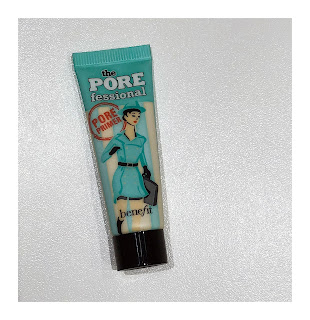 the
PORE
fessional
PORE
PRIMER
benefit